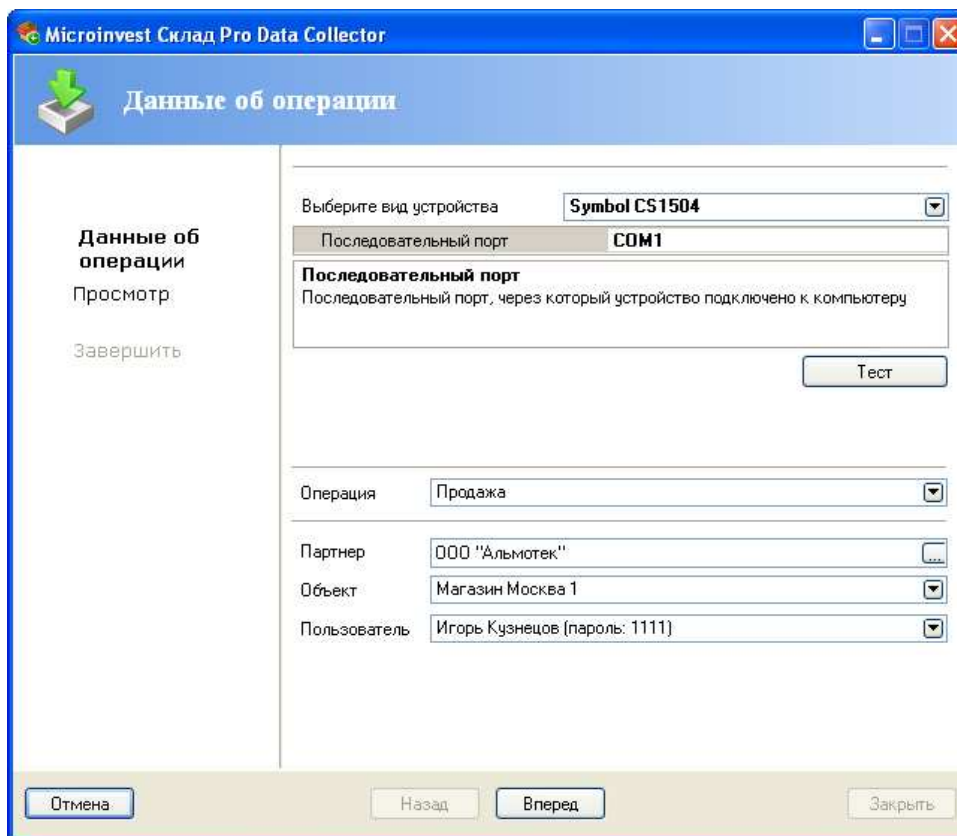 Microinvest Склад Pro Data Collector
Данные об операции
Данные об
операции
Просмотр
Завершить
Выберите вид устройства
Symbol CS1504
Последовательный порт
COM1
Последовательный порт
Последовательный порт, через который устройство подключено к компьютеру
Тест
Операция
Продажа
Партнер
ООО "Альмотек"
...
Объект
Магазин Москва 1
Пользователь
Игорь Кузнецов (пароль: 1111)
Отмена
Назад
Вперед
Закрыть